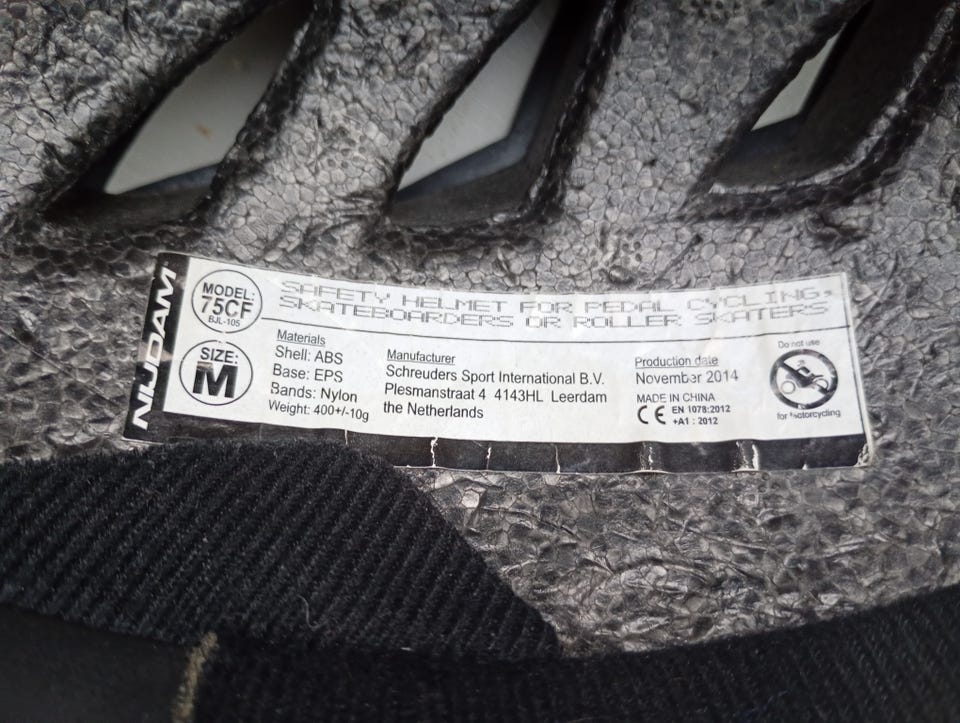 NIJDAM
MODEL:
75CF
BJL-105
SIZE:
M
SAFETY HELMET FOR PEDAL CYCLING,
SKATEBOARDERS OR ROLLER SKATERS
Materials
Shell: ABS
Base: EPS
Bands: Nylon
Weight: 400+/-10g
Manufacturer
Schreuders Sport International B.V.
Plesmanstraat 4 4143HL Leerdam
the Netherlands
Production date
November 2014
MADE IN CHINA
CE EN 1078:2012
+A1 : 2012
Do not use
for Motorcycling